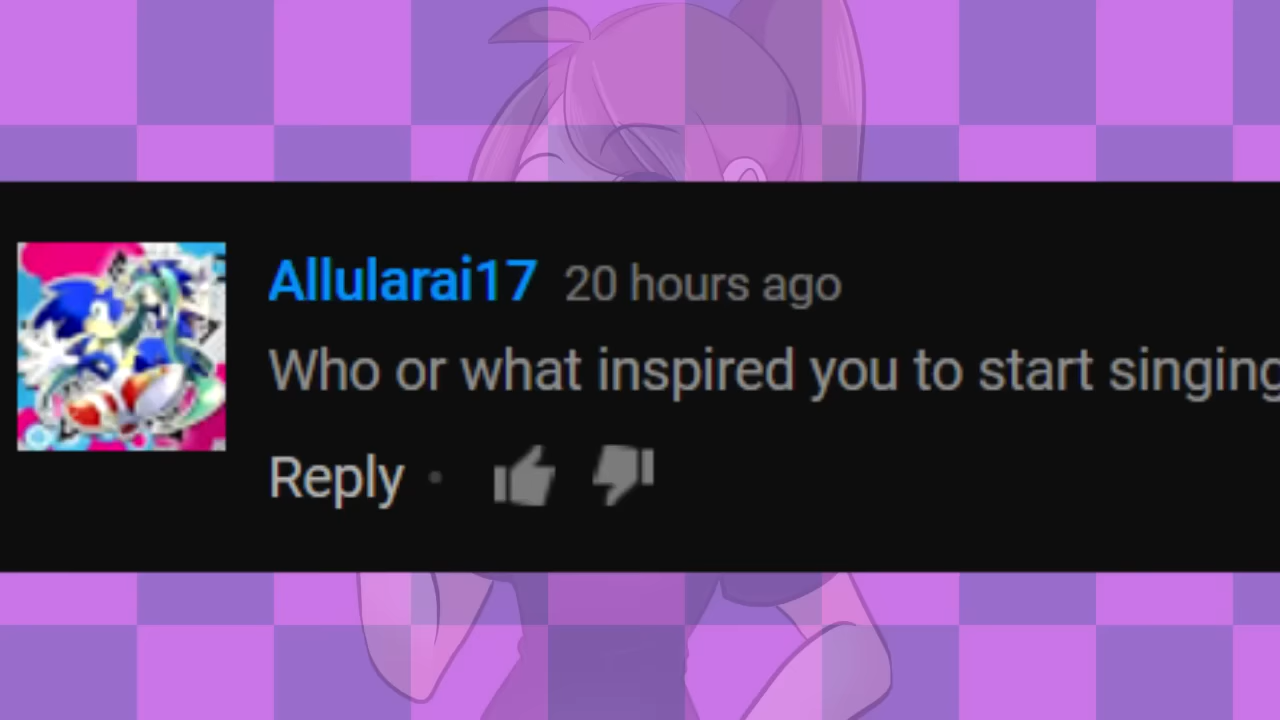 Allularai17 20 hours ago
Who or what inspired you to start singing
Reply